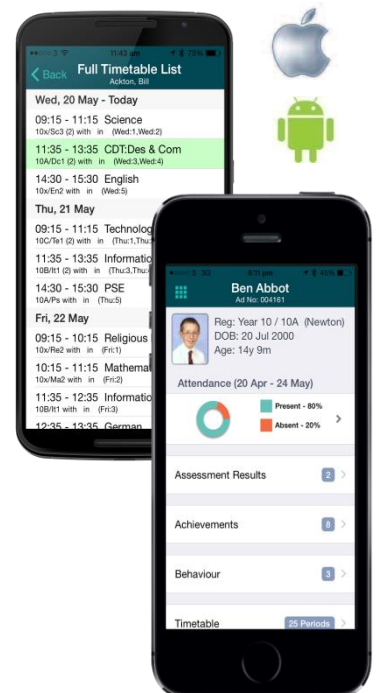 3 11:43 am 73%
Back Full Timetable List
Ackton, Bill
Wed, 20 May - Today
09:15 - 11:15 Science
10x/Sc3 (2) with in (Wed:1,Wed:2)
11:35 - 13:35 CDT:Des & Com
10A/Dc1 (2) with in (Wed:3,Wed:4)
14:30 - 15:30 English
10x/En2 with in (Wed:5)
Thu, 21 May
09:15 - 11:15 Technolog
10C/Te1 (2) with in (Thu:1,Thu:
11:35 - 13:35 Informatio
10B/It1 (2) with in (Thu:3,Thu:
14:30 - 15:30 PSE
10A/Ps with in (Thu:5)
Fri, 22 May
09:15 - 10:15 Religious
10x/Re2 with in (Fri:1)
10:15 - 11:15 Mathemat
10x/Ma2 with in (Fri:2)
11:35 - 12:35 Informatio
10B/It1 with in (Fri:3)
12:35 - 13:35 German
3G 5:11 pm 45%
Ben Abbot
Ad No: 004161
Reg: Year 10 / 10A (Newton)
DOB: 20 Jul 2000
Age: 14y 9m
Attendance (20 Apr - 24 May)
Present - 80%
Absent - 20%
Assessment Results 2
Achievements 8
Behaviour 3
Timetable 25 Periods